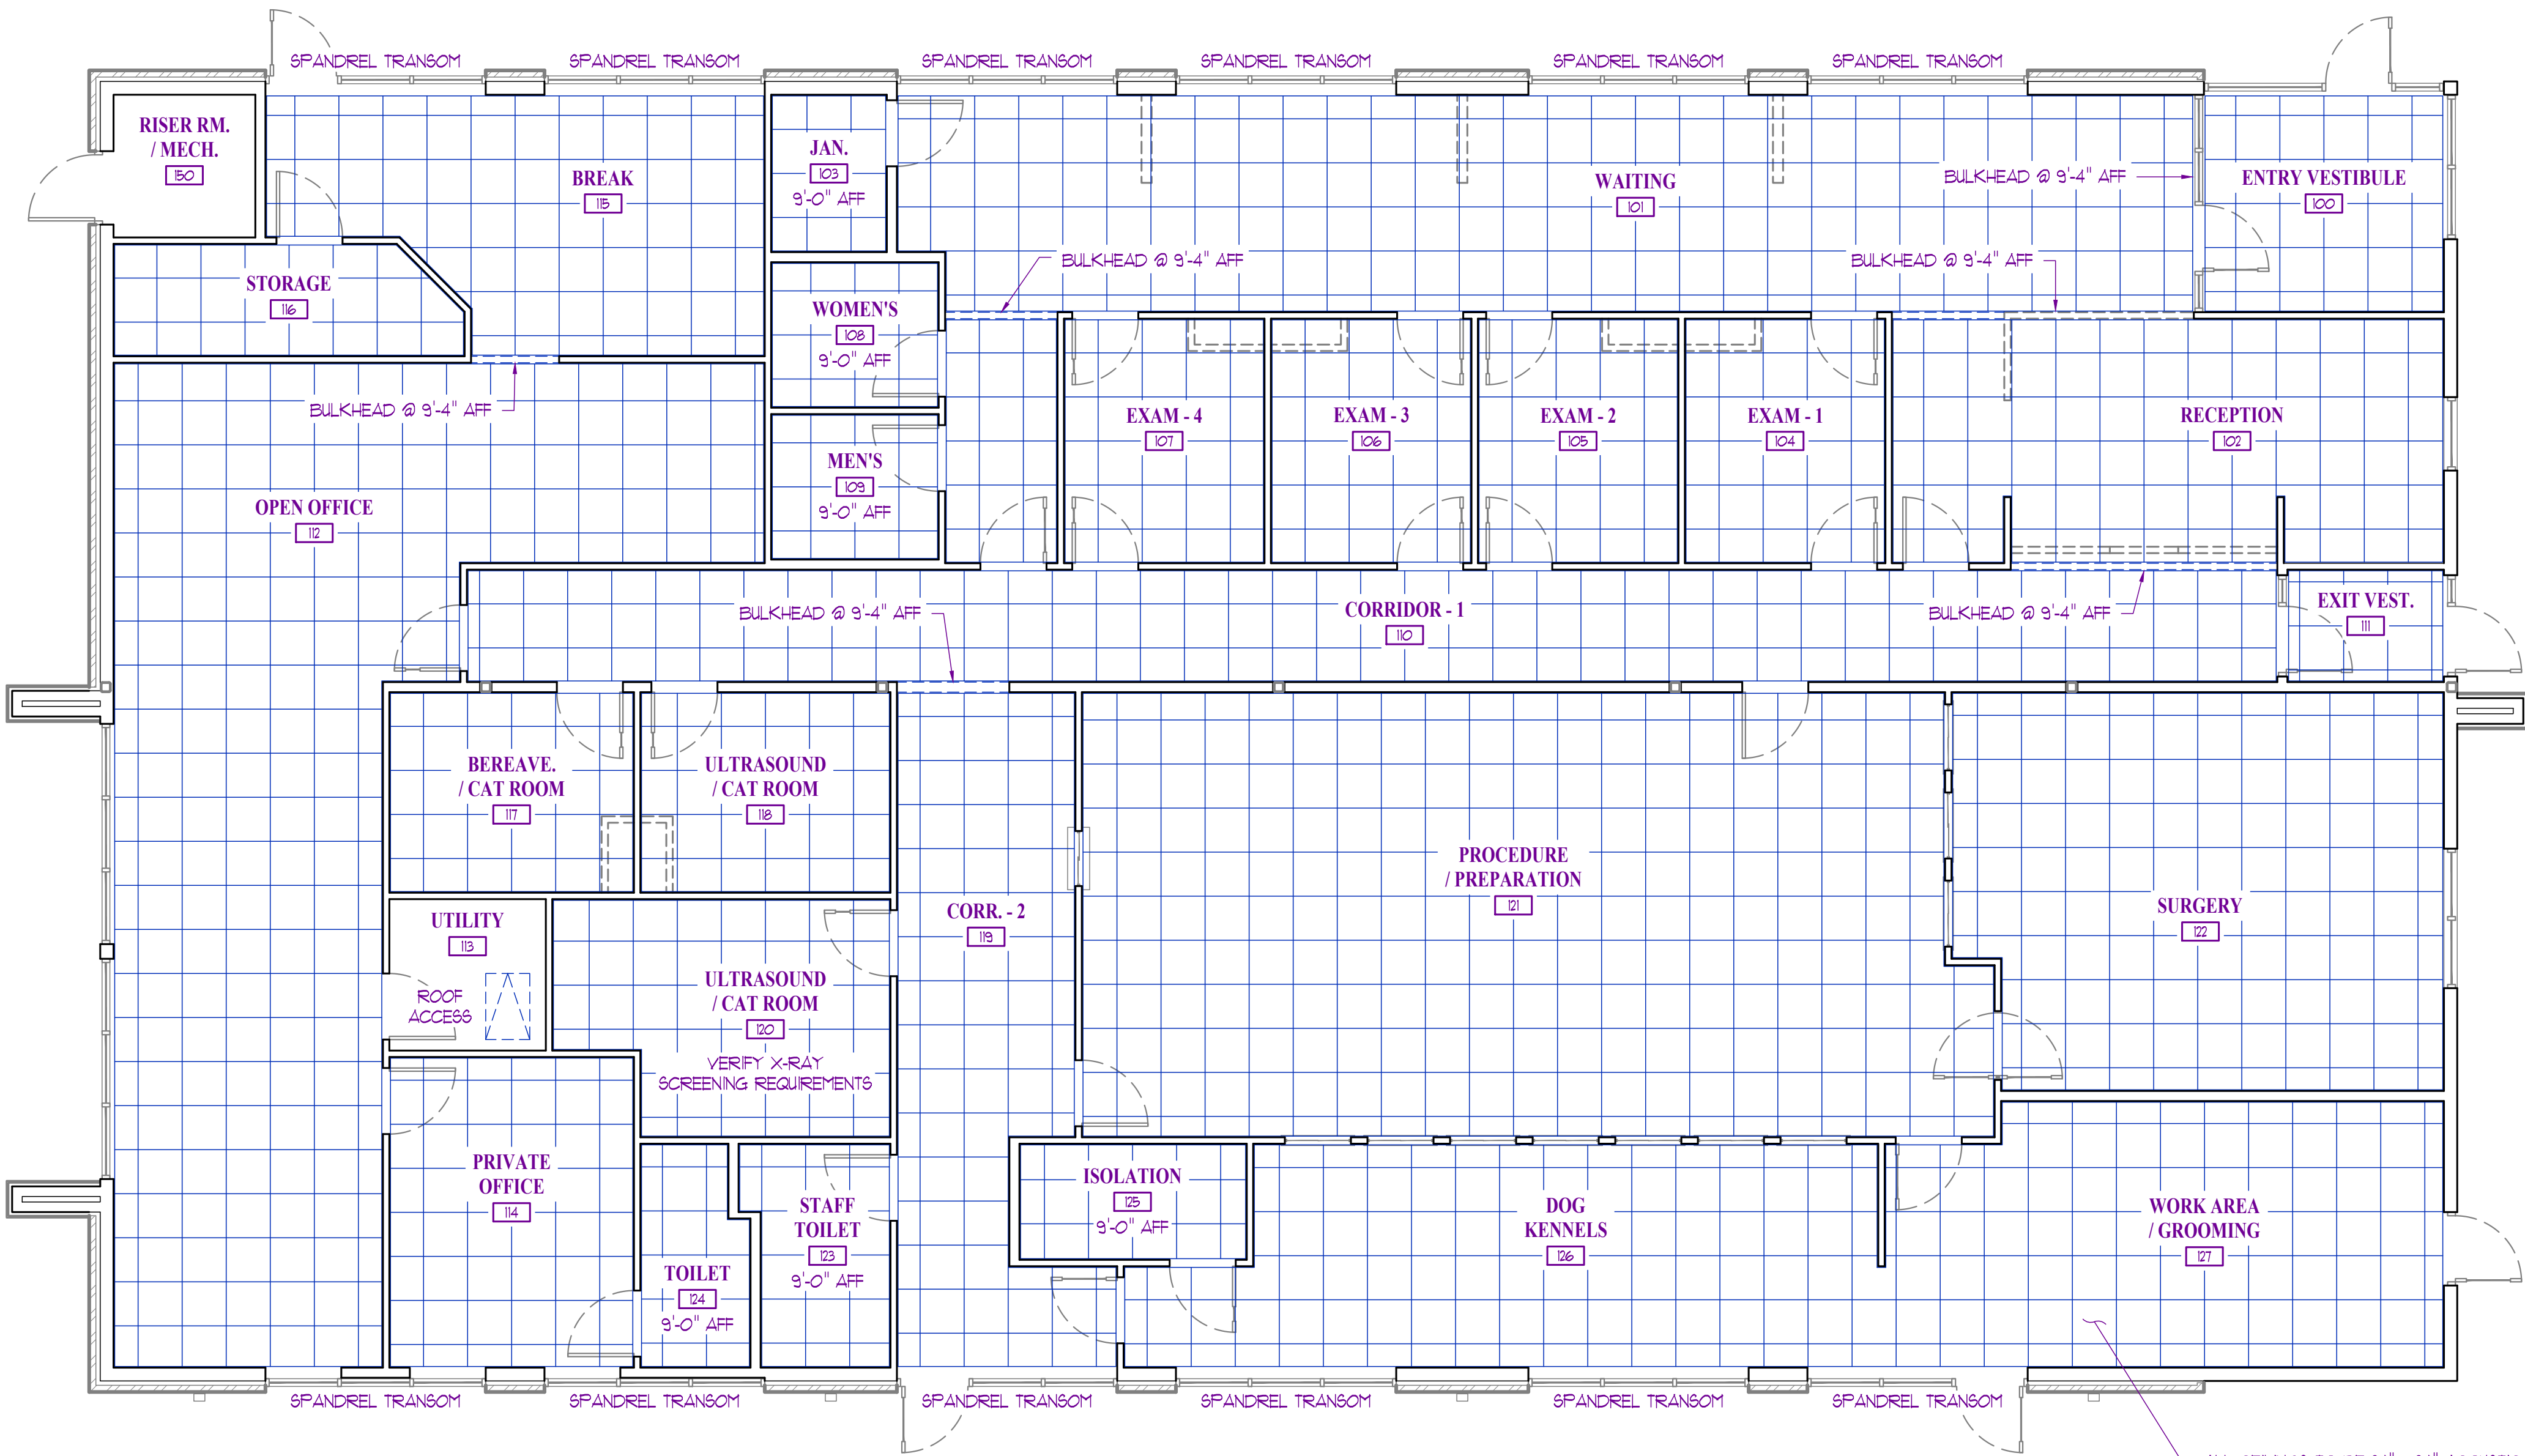 SPANDREL TRANSOM
SPANDREL TRANSOM
SPANDREL TRANSOM
SPANDREL TRANSOM
SPANDREL TRANSOM
SPANDREL TRANSOM
RISER RM.
/ MECH.
150
BREAK
115
JAN.
103
9'-0" AFF
WAITING
101
BULKHEAD @ 9'-4" AFF
ENTRY VESTIBULE
100
STORAGE
116
BULKHEAD @ 9'-4" AFF
BULKHEAD @ 9'-4" AFF
WOMEN'S
108
9'-0" AFF
BULKHEAD @ 9'-4" AFF
EXAM - 4
107
EXAM - 3
106
EXAM - 2
105
EXAM - 1
104
RECEPTION
102
MEN'S
109
9'-0" AFF
OPEN OFFICE
112
BULKHEAD @ 9'-4" AFF
CORRIDOR - 1
110
BULKHEAD @ 9'-4" AFF
EXIT VEST.
111
BEREAVE.
/ CAT ROOM
117
ULTRASOUND
/ CAT ROOM
118
PROCEDURE
/ PREPARATION
121
SURGERY
122
UTILITY
113
CORR. - 2
119
ROOF
ACCESS
ULTRASOUND
/ CAT ROOM
120
VERIFY X-RAY
SCREENING REQUIREMENTS
PRIVATE
OFFICE
114
STAFF
TOILET
123
9'-0" AFF
TOILET
124
9'-0" AFF
ISOLATION
125
9'-0" AFF
DOG
KENNELS
126
WORK AREA
/ GROOMING
127
SPANDREL TRANSOM
SPANDREL TRANSOM
SPANDREL TRANSOM
SPANDREL TRANSOM
SPANDREL TRANSOM
SPANDREL TRANSOM